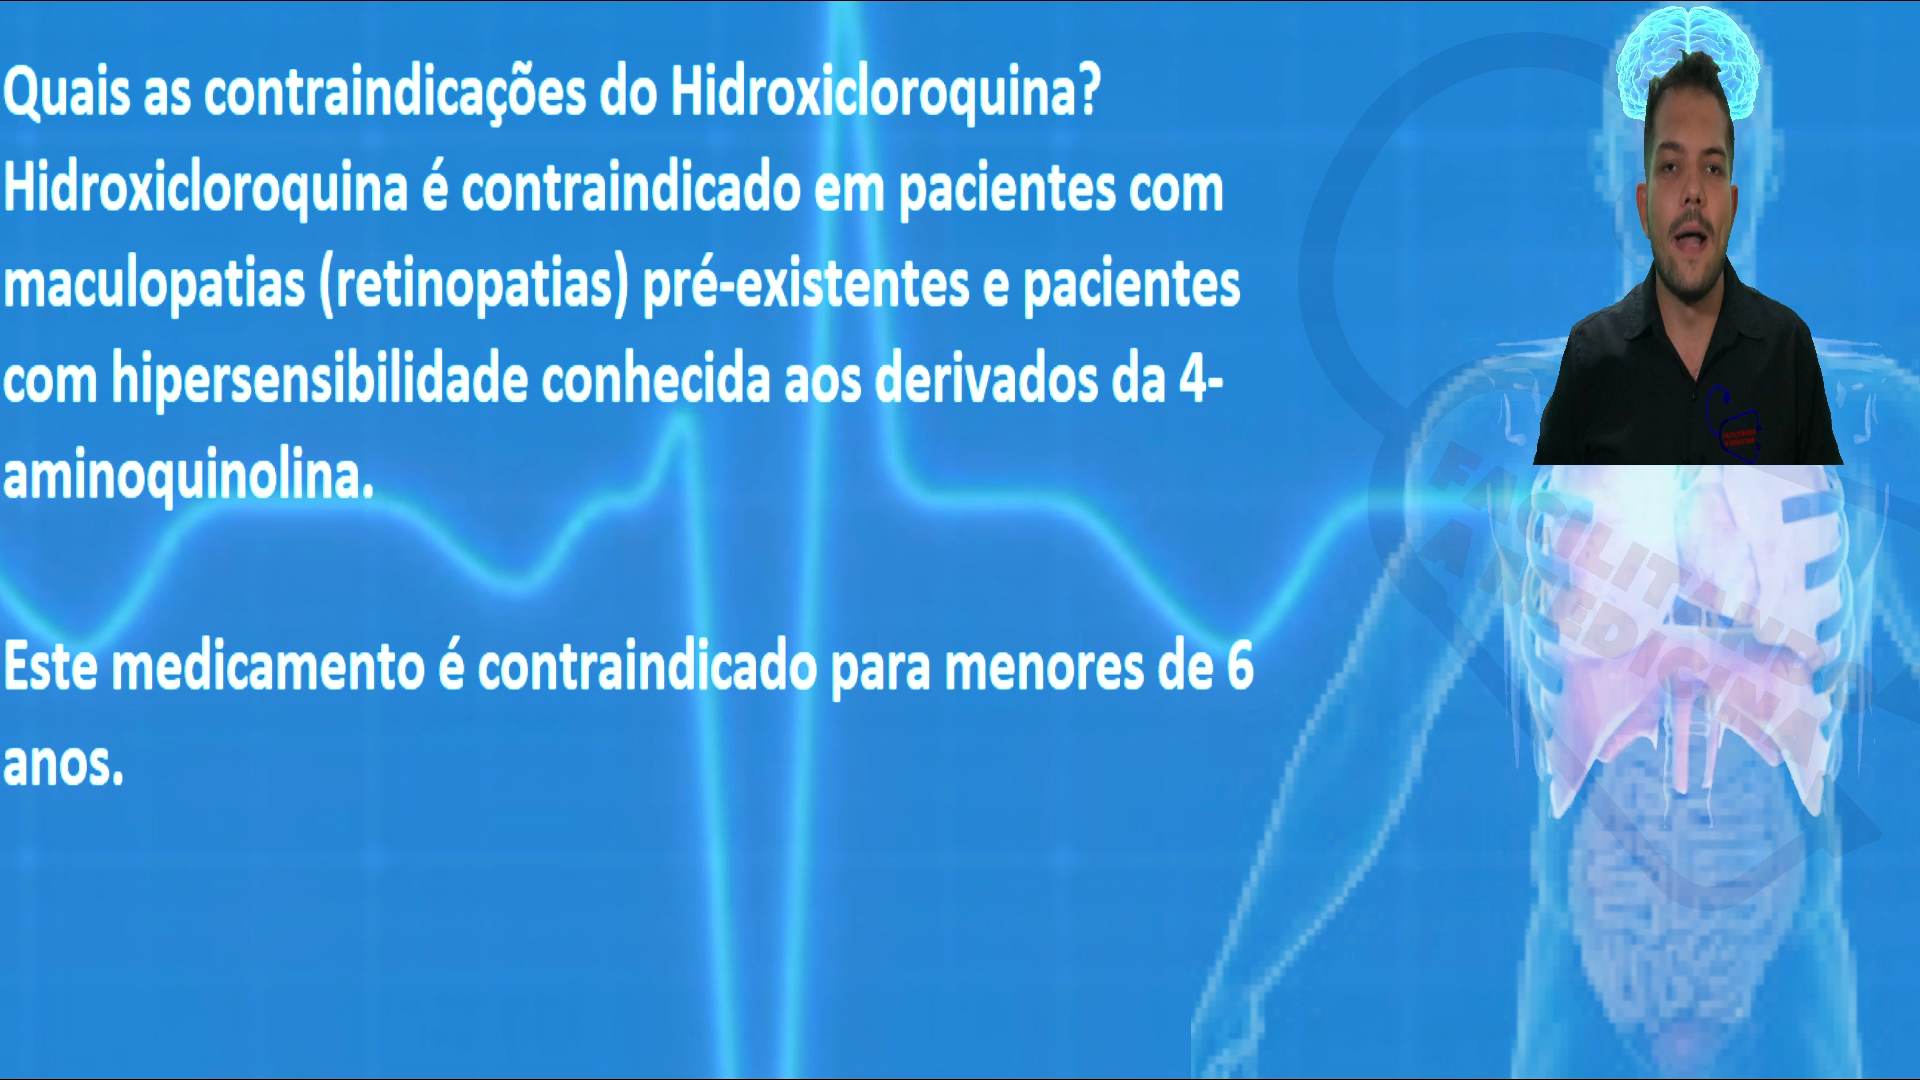 Quais as contraindicações do Hidroxicloroquina?
Hidroxicloroquina é contraindicado em pacientes com
maculopatias (retinopatias) pré-existentes e pacientes
com hipersensibilidade conhecida aos derivados da 4-
aminoquinolina.
Este medicamento é contraindicado para menores de 6
anos.
FACILITANDO
A MEDICINA